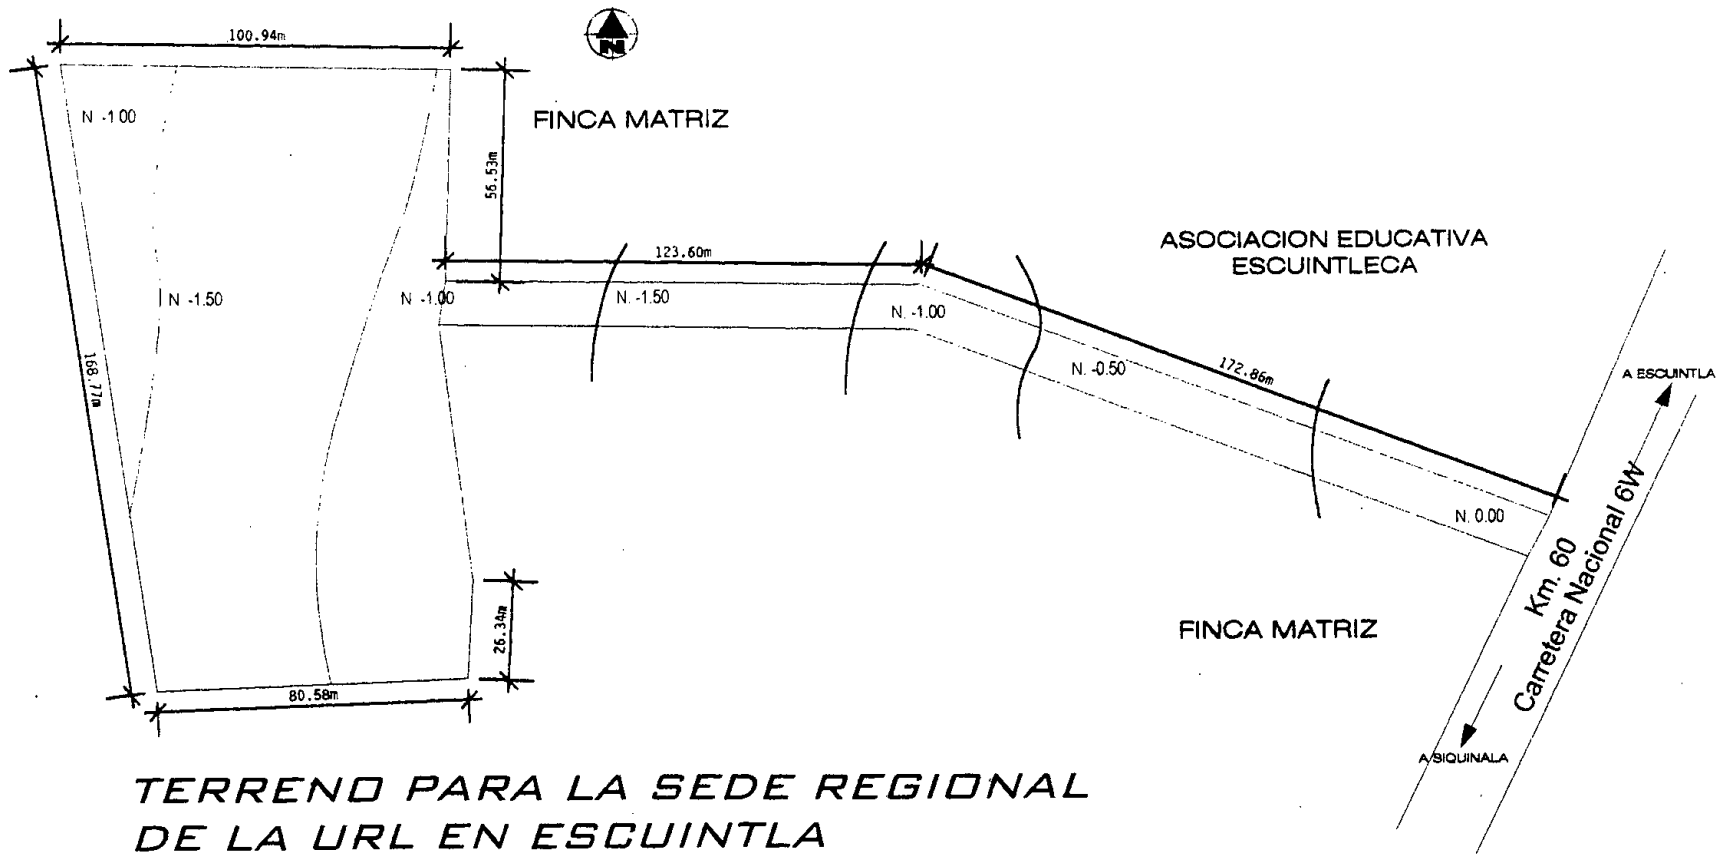 100.94m
N
FINCA MATRIZ
N -1 00
56.53m
ASOCIACION EDUCATIVA
ESCUINTLECA
123.60m
N -1.50
N -1.00
N. -1.50
N. -1.00
N. -0.50
172.86m
A ESCUINTLA
168.77m
N. 0.00
Km. 60
Carretera Nacional 6W
26.34m
FINCA MATRIZ
80.58m
A SIQUINALA
TERRENO PARA LA SEDE REGIONAL
DE LA URL EN ESCUINTLA